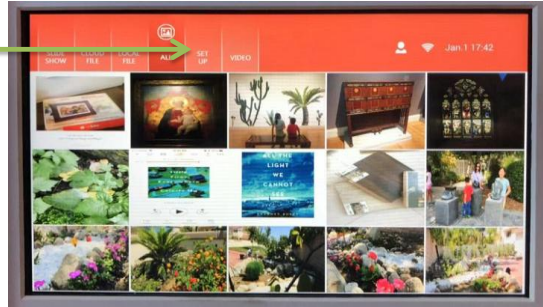 SLIDE SHOW
CLOUD FILE
LOCAL FILE
ALL
SET UP
VIDEO
Jan.1 17:42
ALL THE
LIGHT
WE
CANNOT
SEE